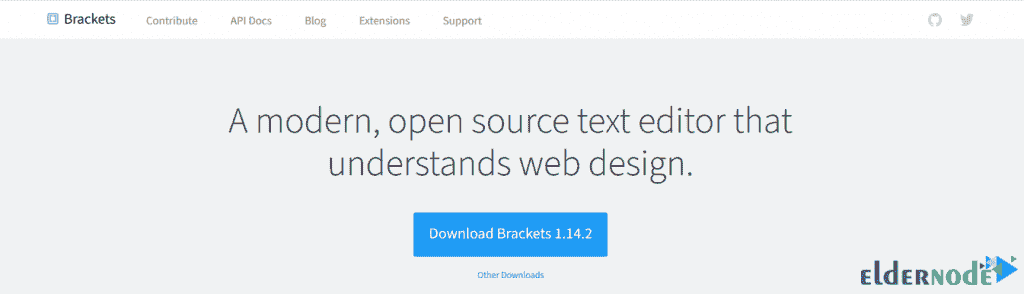 Brackets Contribute API Docs Blog Extensions Support
A modern, open source text editor that
understands web design.
Download Brackets 1.14.2
Other Downloads
ELDERNODE